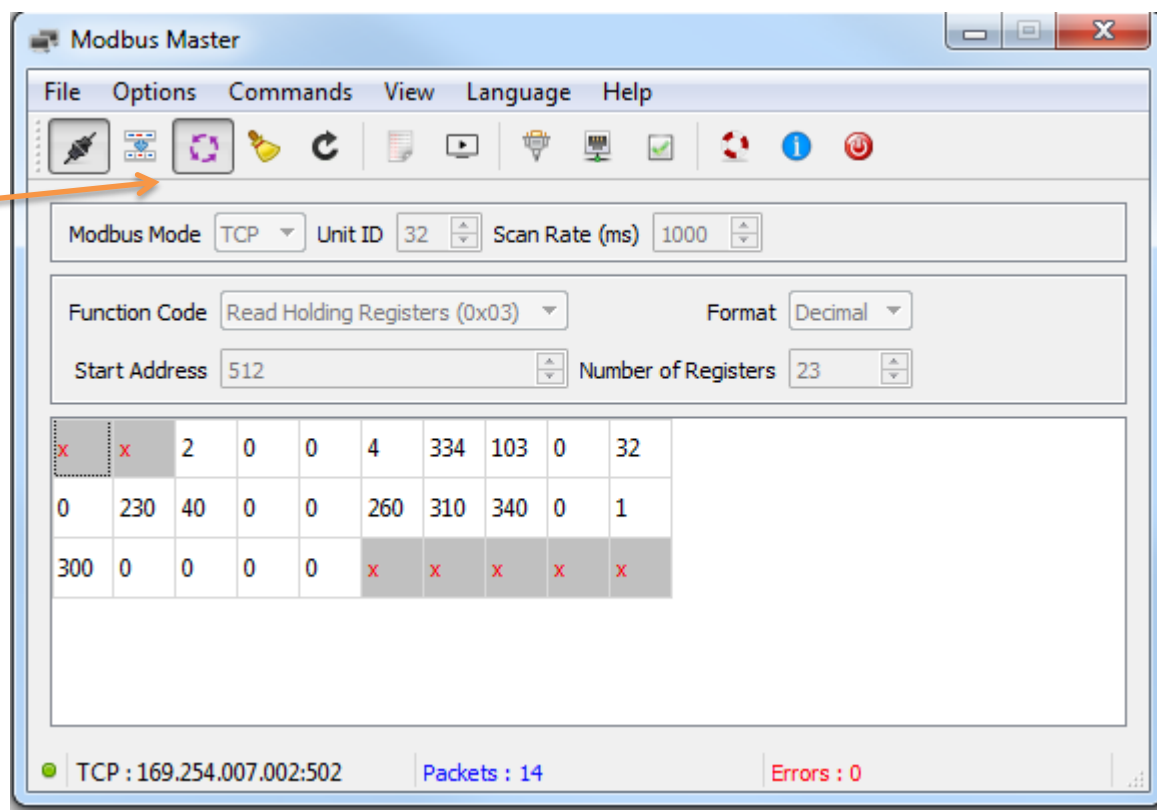 Modbus Master
File Options Commands View Language Help
Modbus Mode TCP Unit ID 32 Scan Rate (ms) 1000
Function Code Read Holding Registers (0x03) Format Decimal
Start Address 512 Number of Registers 23
x x 2 0 0 4 334 103 0 32
0 230 40 0 0 260 310 340 0 1
300 0 0 0 0 x x x x x
TCP : 169.254.007.002:502 Packets : 14 Errors : 0